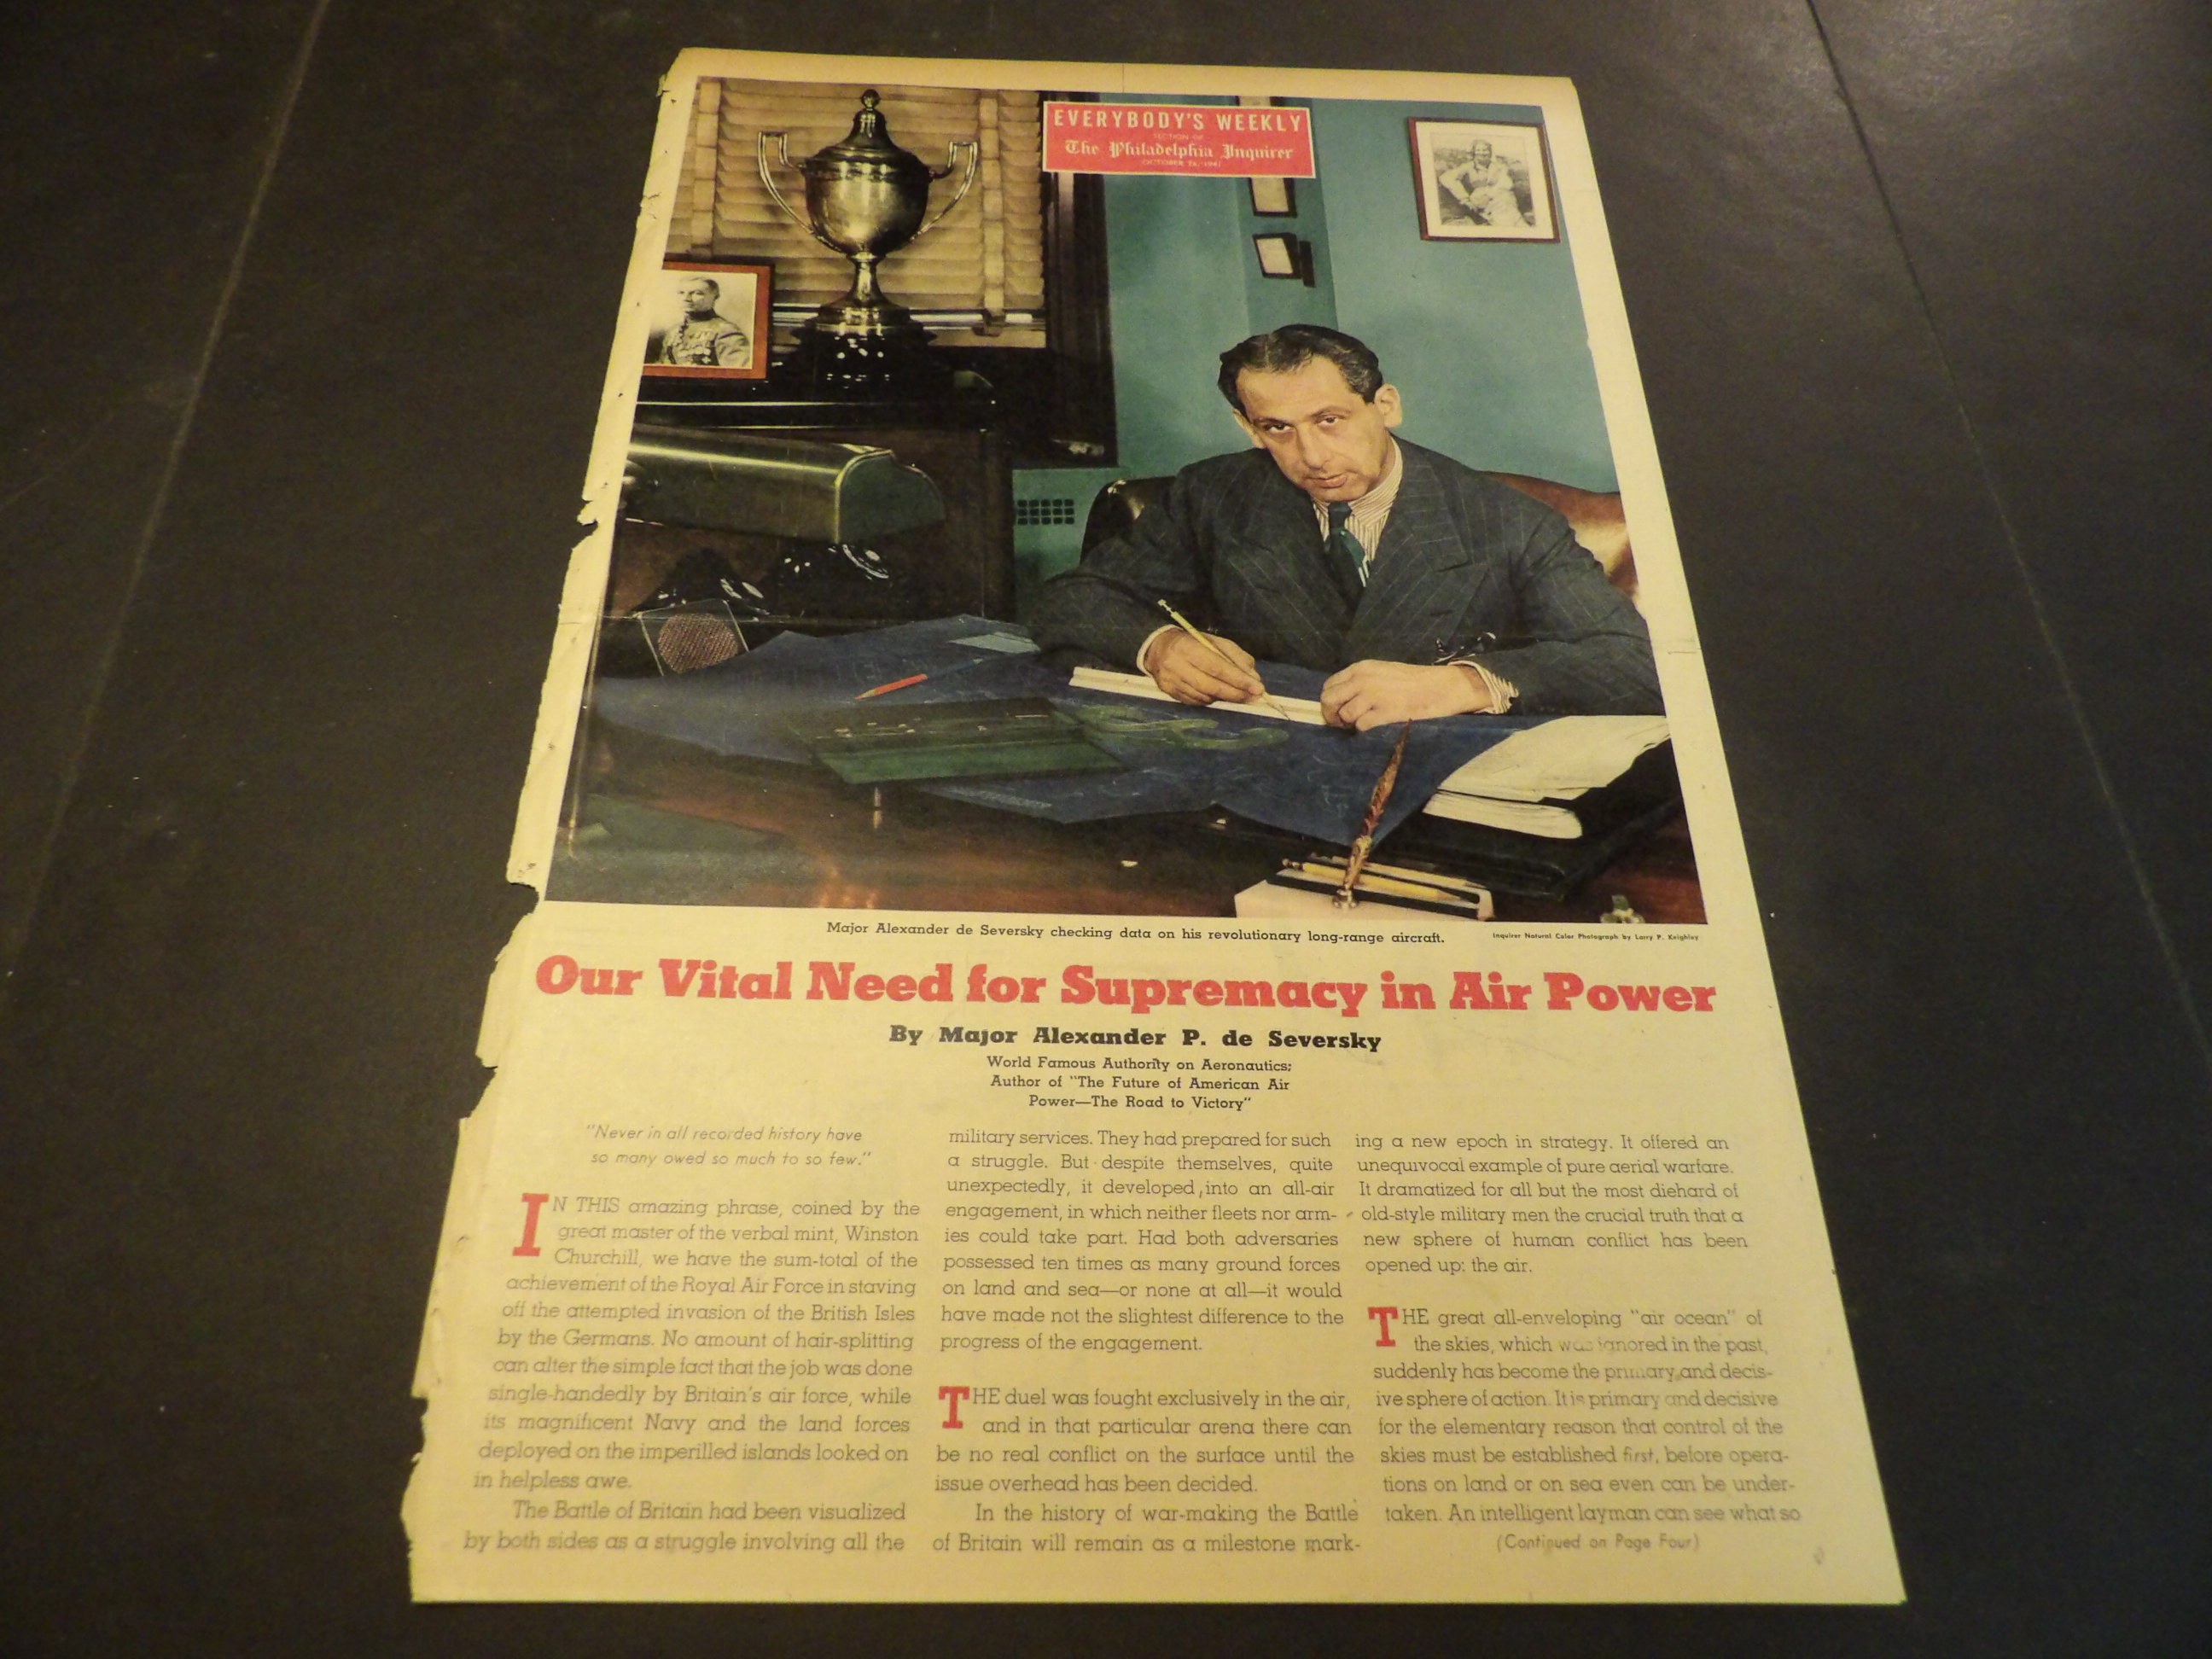 EVERYBODY'S WEEKLY
SECTION OF
The Philadelphia Inquirer
OCTOBER 26, 1941
Major Alexander de Seversky checking data on his revolutionary long-range aircraft.
Inquirer Natural Color Photograph by Larry P. Keighley
Our Vital Need for Supremacy in Air Power
By Major Alexander P. de Seversky
World Famous Authority on Aeronautics;
Author of "The Future of American Air
Power—The Road to Victory"
"Never in all recorded history have
so many owed so much to so few."
IN THIS amazing phrase, coined by the
great master of the verbal mint, Winston
Churchill, we have the sum-total of the
achievement of the Royal Air Force in staving
off the attempted invasion of the British Isles
by the Germans. No amount of hair-splitting
can alter the simple fact that the job was done
single-handedly by Britain's air force, while
its magnificent Navy and the land forces
deployed on the imperilled islands looked on
in helpless awe.
The Battle of Britain had been visualized
by both sides as a struggle involving all the
military services. They had prepared for such
a struggle. But despite themselves, quite
unexpectedly, it developed into an all-air
engagement, in which neither fleets nor arm-
ies could take part. Had both adversaries
possessed ten times as many ground forces
on land and sea—or none at all—it would
have made not the slightest difference to the
progress of the engagement.
THE duel was fought exclusively in the air,
and in that particular arena there can
be no real conflict on the surface until the
issue overhead has been decided.
In the history of war-making the Battle
of Britain will remain as a milestone mark-
ing a new epoch in strategy. It offered an
unequivocal example of pure aerial warfare.
It dramatized for all but the most diehard of
old-style military men the crucial truth that a
new sphere of human conflict has been
opened up: the air.
THE great all-enveloping "air ocean" of
the skies, which was ignored in the past,
suddenly has become the primary and decis-
ive sphere of action. It is primary and decisive
for the elementary reason that control of the
skies must be established first, before opera-
tions on land or on sea even can be under-
taken. An intelligent layman can see what so
(Continued on Page Four)